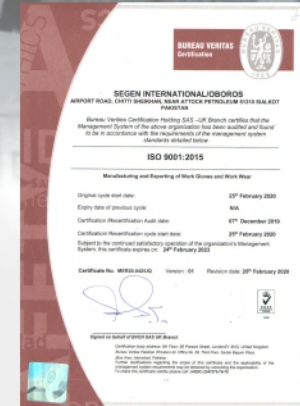 BUREAU VERITAS
Certification
SEGEN INTERNATIONAL/OBOROS
AIRPORT ROAD, CHITTI SHEIKHAN, NEAR ATTOCK PETROLEUM 51310 SIALKOT
PAKISTAN
Bureau Veritas Certification Holding SAS -UK Branch certifies that the
Management System of the above organisation has been audited and found
to be in accordance with the requirements of the management system
standards detailed below
ISO 9001:2015
Manufacturing and Exporting of Work Gloves and Work Wear
Original cycle start date: 25th February 2020
Expiry date of previous cycle: N/A
Certification Recertification Audit date: 07th December 2019
Certification Recertification cycle start date: 25th February 2020
Subject to the continued satisfactory operation of the organization's Management
System, this certificate expires on: 24th February 2023
Certificate No. Version: 01 Revision date: 25th February 2020
Signed on behalf of BVCH SAS UK Branch